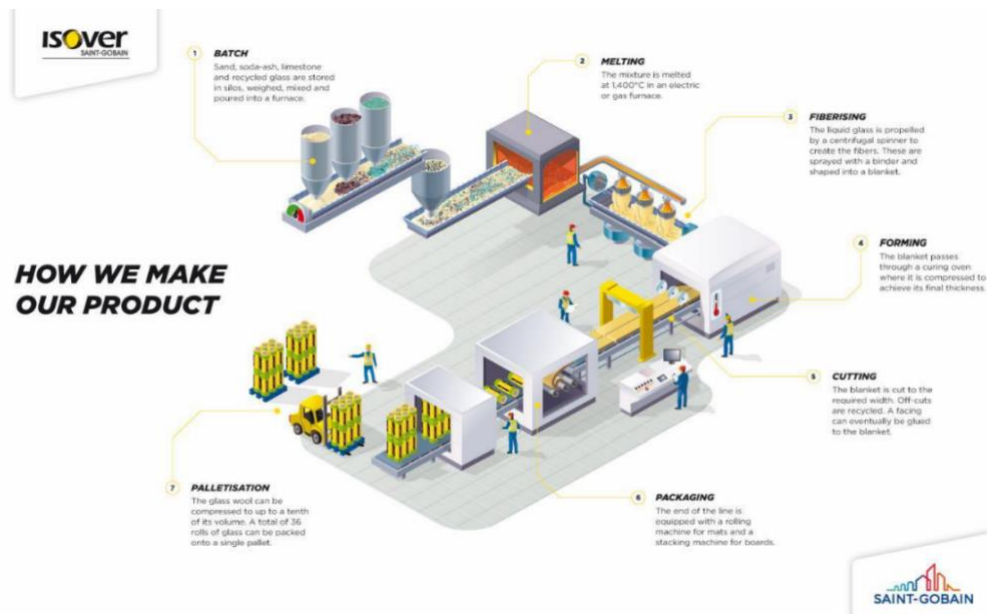 ISOVER
SAINT-GOBAIN
1 BATCH
Sand, soda-ash, limestone
and recycled glass are stored
in silos, weighed, mixed and
poured into a furnace.
2 MELTING
The mixture is melted
at 1,400°C in an electric
or gas furnace.
3 FIBERISING
The liquid glass is propelled
by a centrifugal spinner to
create the fibers. These are
sprayed with a binder and
shaped into a blanket.
4 FORMING
The blanket passes
through a curing oven
where it is compressed to
achieve its final thickness.
HOW WE MAKE
OUR PRODUCT
5 CUTTING
The blanket is cut to the
required width. Off-cuts
are recycled. A facing
can eventually be glued
to the blanket.
6 PACKAGING
The end of the line is
equipped with a rolling
machine for mats and a
stacking machine for boards.
7 PALLETISATION
The glass wool can be
compressed to up to a tenth
of its volume. A total of 36
rolls of glass can be packed
onto a single pallet.
SAINT-GOBAIN